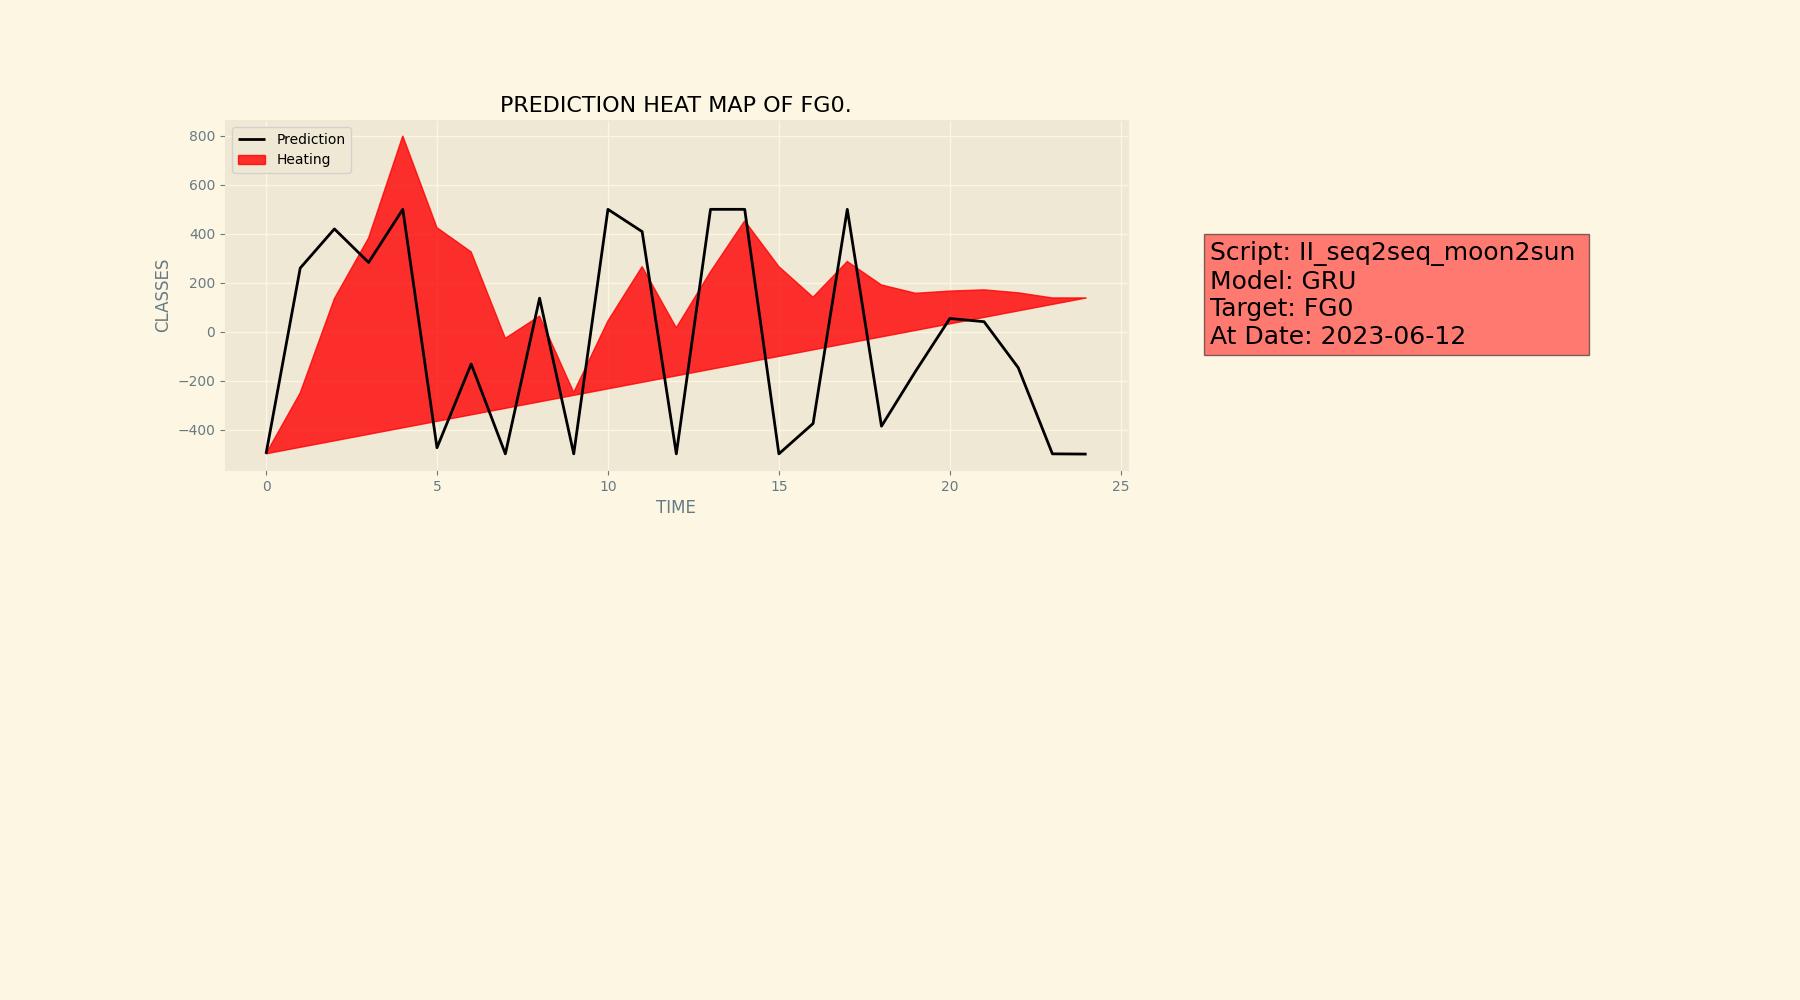 PREDICTION HEAT MAP OF FG0.
Prediction
Heating
800
600
400
200
0
−200
−400
CLASSES
0
5
10
15
20
25
TIME
Script: II_seq2seq_moon2sun
Model: GRU
Target: FG0
At Date: 2023-06-12